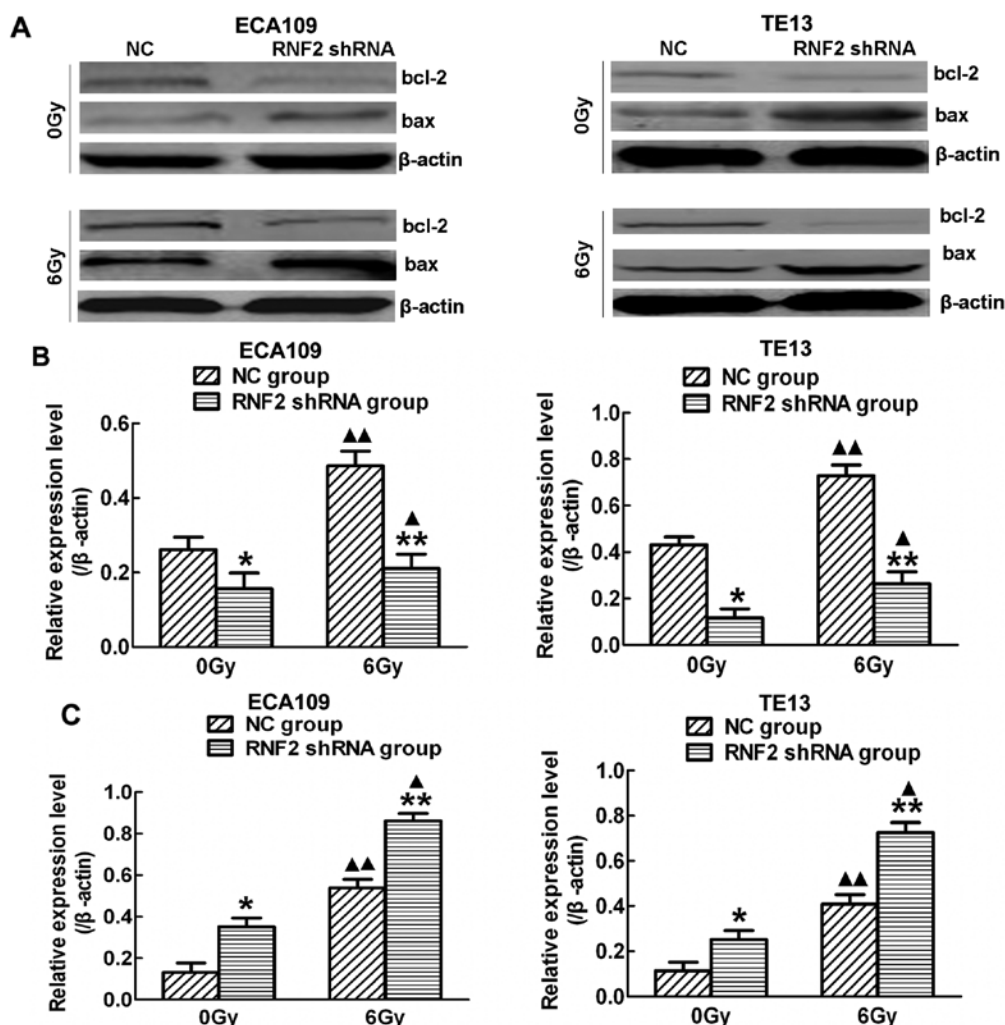 A
ECA109
NC RNF2 shRNA
0Gy
bcl-2
bax
β-actin
6Gy
bcl-2
bax
β-actin
TE13
NC RNF2 shRNA
0Gy
bcl-2
bax
β-actin
6Gy
bcl-2
bax
β-actin
B
ECA109
NC group
RNF2 shRNA group
Relative expression level
(/β -actin)
0.6
0.4
0.2
0.0
*
▲▲
▲
**
0Gy 6Gy
TE13
NC group
RNF2 shRNA group
Relative expression level
(/β -actin)
1.0
0.8
0.6
0.4
0.2
0.0
*
▲▲
▲
**
0Gy 6Gy
C
ECA109
NC group
RNF2 shRNA group
Relative expression level
(/β -actin)
1.0
0.8
0.6
0.4
0.2
0.0
*
▲▲
▲
**
0Gy 6Gy
TE13
NC group
RNF2 shRNA group
Relative expression level
(/β -actin)
1.0
0.8
0.6
0.4
0.2
0.0
*
▲▲
▲
**
0Gy 6Gy